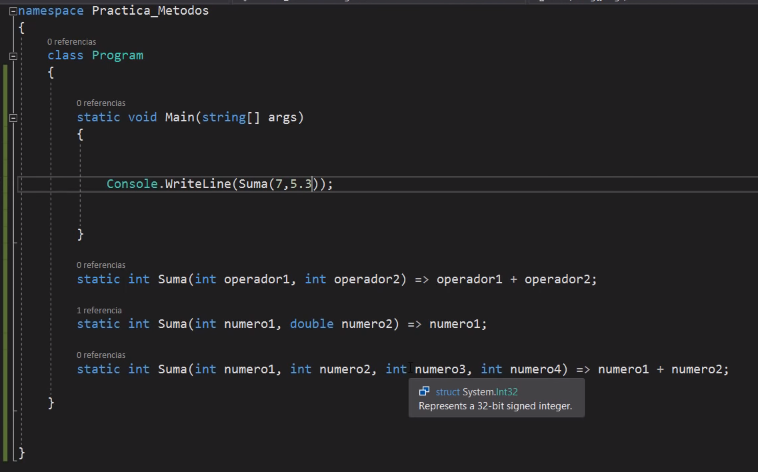 namespace Practica_Metodos
{
0 referencias
class Program
{
0 referencias
static void Main(string[] args)
{
Console.WriteLine(Suma(7,5.3));
}
0 referencias
static int Suma(int operador1, int operador2) => operador1 + operador2;
1 referencia
static int Suma(int numero1, double numero2) => numero1;
0 referencias
static int Suma(int numero1, int numero2, int numero3, int numero4) => numero1 + numero2;
struct System.Int32
Represents a 32-bit signed integer.
}
}